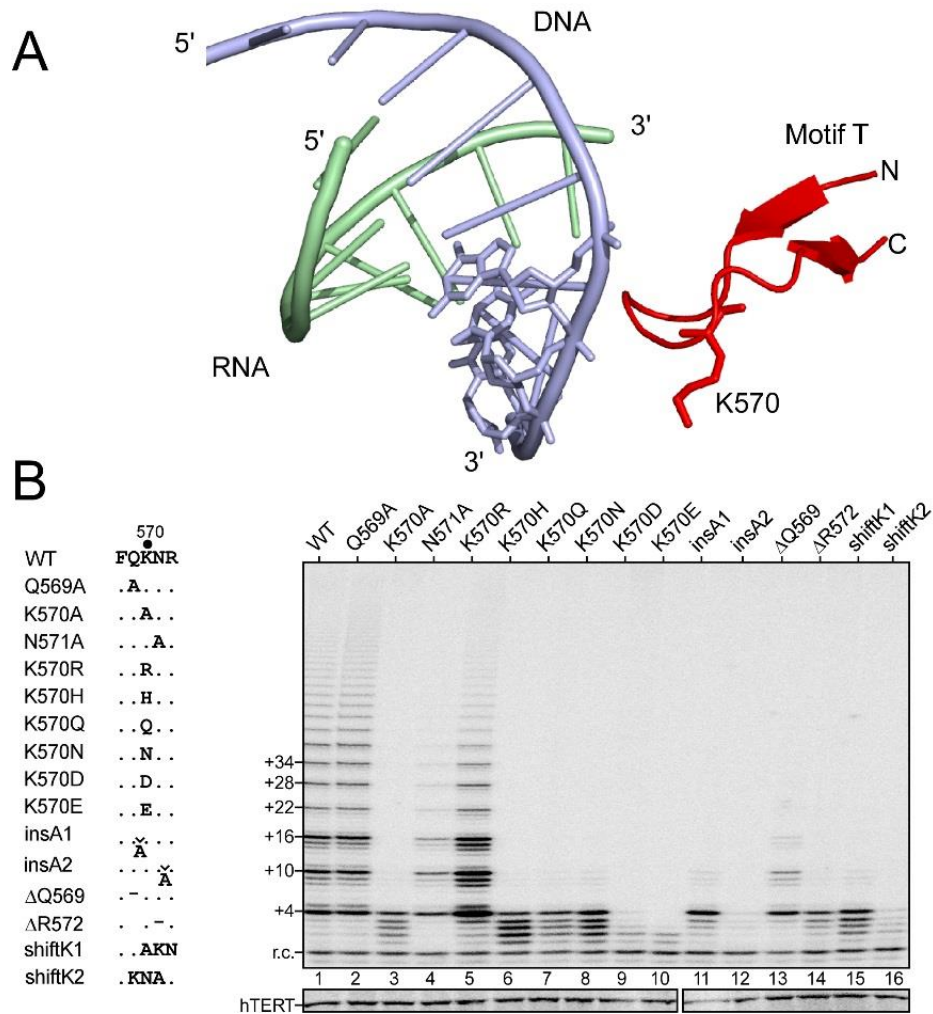 A
DNA
5'
5'
3'
Motif T
N
C
RNA
K570
3'
B
570
WT FQKNR
Q569A .A...
K570A ..A..
N571A ...A.
K570R ..R..
K570H ..H..
K570Q ..Q..
K570N ..N..
K570D ..D..
K570E ..E..
insA1 ..... A
insA2 ..... A
ΔQ569 .-...
ΔR572 ...-.
shiftK1 ..AKN
shiftK2 .KNA.
WT Q569A K570A N571A K570R K570H K570Q K570N K570D K570E insA1 insA2 ΔQ569 ΔR572 shiftK1 shiftK2
+34
+28
+22
+16
+10
+4
r.c.
1 2 3 4 5 6 7 8 9 10 11 12 13 14 15 16
hTERT